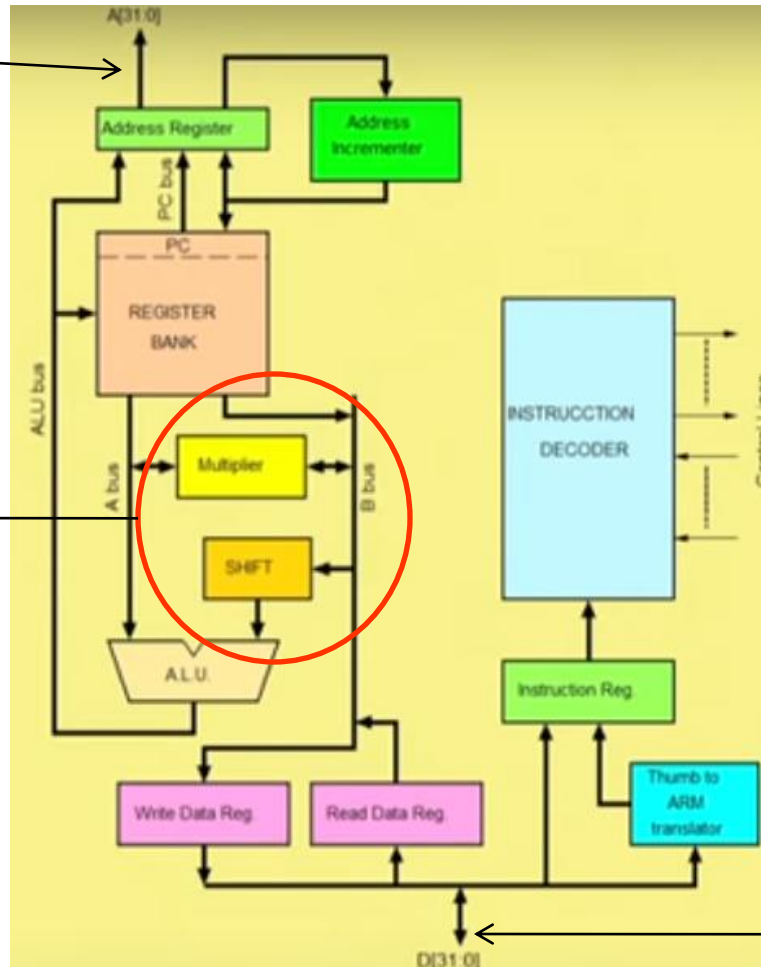 A[31:0]
Address Register
Address
Incrementer
PC bus
PC
REGISTER
BANK
ALU bus
A bus
Multiplier
B bus
SHIFT
A.L.U.
INSTRUCCTION
DECODER
Instruction Reg.
Write Data Reg.
Read Data Reg.
Thumb to
ARM
translator
D[31:0]